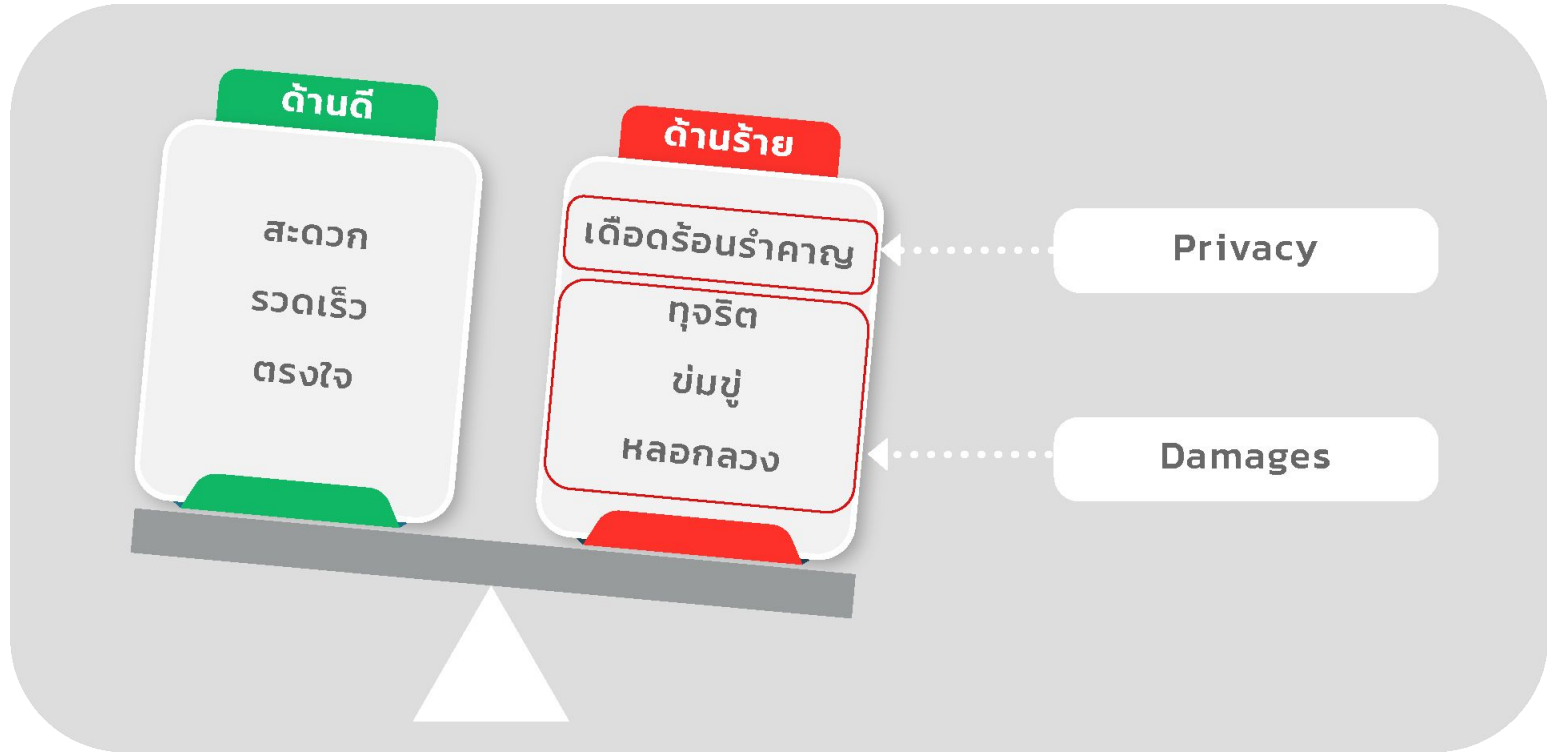 ด้านดี
สะดวก
รวดเร็ว
ตรงใจ
ด้านร้าย
เดือดร้อนรำคาญ
ทุจริต
ข่มขู่
หลอกลวง
Privacy
Damages